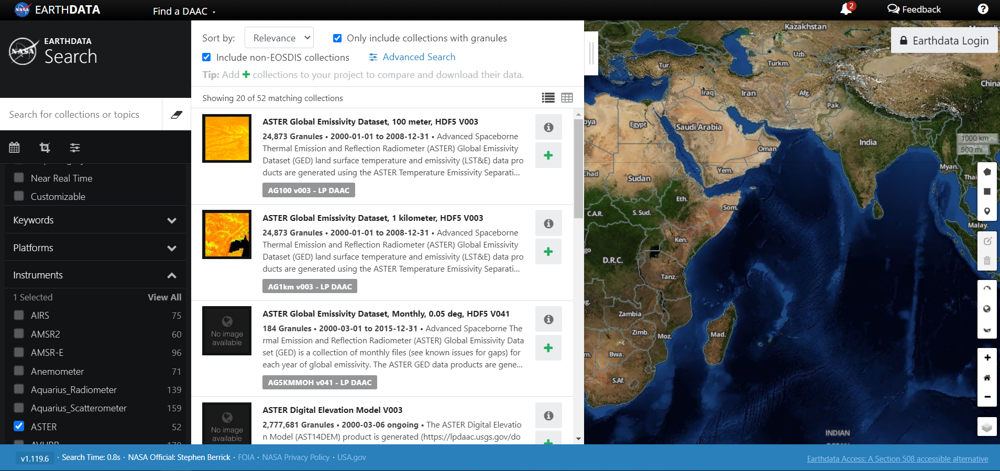 EARTHDATA
Find a DAAC
2
Feedback
?
EARTHDATA
Search
Search for collections or topics
Near Real Time
Customizable
Keywords
Platforms
Instruments
1 Selected
View All
AIRS 75
AMSR2 60
AMSR-E 96
Anemometer 71
Aquarius_Radiometer 139
Aquarius_Scatterometer 159
ASTER 52
Sort by: Relevance
Only include collections with granules
Include non-EOSDIS collections
Advanced Search
Tip: Add + collections to your project to compare and download their data.
Showing 20 of 52 matching collections
ASTER Global Emissivity Dataset, 100 meter, HDF5 V003
24,873 Granules • 2000-01-01 to 2008-12-31 • Advanced Spaceborne
Thermal Emission and Reflection Radiometer (ASTER) Global Emissivity
Dataset (GED) land surface temperature and emissivity (LST&E) data pro
ducts are generated using the ASTER Temperature Emissivity Separati...
AG100 v003 - LP DAAC
ASTER Global Emissivity Dataset, 1 kilometer, HDF5 V003
24,873 Granules • 2000-01-01 to 2008-12-31 • Advanced Spaceborne
Thermal Emission and Reflection Radiometer (ASTER) Global Emissivity
Dataset (GED) land surface temperature and emissivity (LST&E) data pro
ducts are generated using the ASTER Temperature Emissivity Separati...
AG1km v003 - LP DAAC
No image
available
ASTER Global Emissivity Dataset, Monthly, 0.05 deg, HDF5 V041
184 Granules • 2000-03-01 to 2015-12-31 • Advanced Spaceborne The
rmal Emission and Reflection Radiometer (ASTER) Global Emissivity Data
set (GED) is a collection of monthly files (see known issues for gaps) for
each year of global emissivity. The ASTER GED data products are gene...
AG5KMMOH v041 - LP DAAC
No image
available
ASTER Digital Elevation Model V003
2,777,681 Granules • 2000-03-06 ongoing • The ASTER Digital Elevatio
n Model (AST14DEM) product is generated (https://lpdaac.usgs.gov/do
Earthdata Login
Kazakhstan
Uzb.
Tur.
Turkm.
China
Iraq
Iran
Afg.
Pak.
Egypt
Saudi Arabia
India
1000 km
500 mi
Oman
Chad
Yem.
Myan.
Sudan
Thai
Eth.
C.A.R.
S. Sud.
Som.
Malay.
Ken.
D.R.C.
Tanz.
Zambia
Zimb.
Moz.
Mad.
Bwa.
S.Af.
INDIAN
v1.119.6 · Search Time: 0.8s · NASA Official: Stephen Berrick · FOIA · NASA Privacy Policy · USA.gov
Earthdata Access: A Section 508 accessible alternative